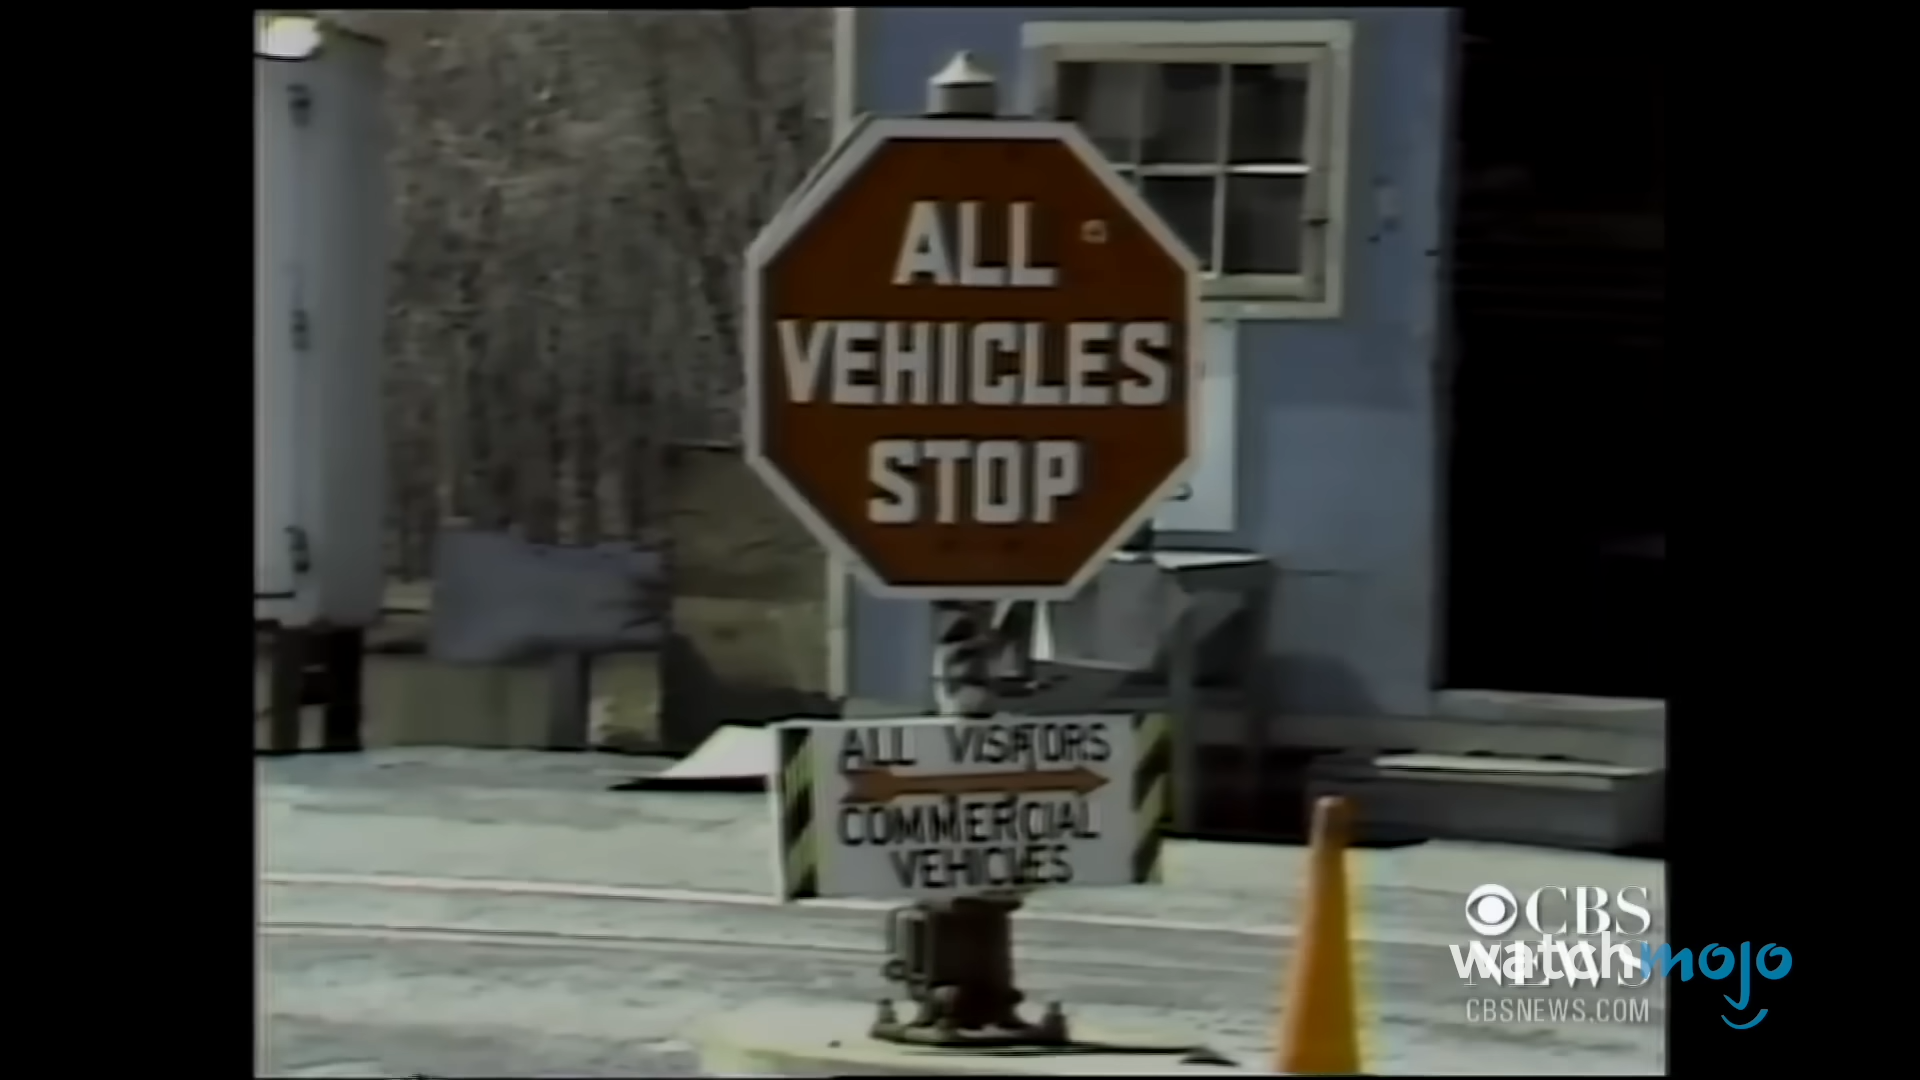 ALL
VEHICLES
STOP
ALL VISITORS
COMMERCIAL
VEHICLES
CBS
NEWS
watchmojo
CBSNEWS.COM